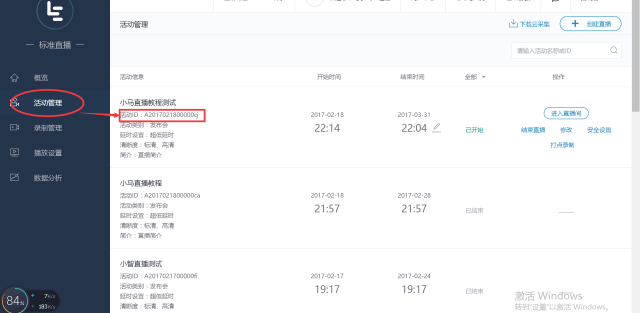 活动管理
下载云采集
创建直播
请输入活动名称或ID
标准直播
概览
活动管理
录制管理
播放设置
数据分析
活动信息 开始时间 结束时间 全部 操作
小马直播教程测试
活动ID：A2017021800000cj
活动类别：发布会
延时设置：超低延时
清晰度：标清、高清
简介：直播简介
2017-02-18
22:14
2017-03-31
22:04
已开始
进入直播间
结束直播 修改 安全设置
打点录制
小马直播教程
活动ID：A2017021800000ca
活动类别：发布会
延时设置：超低延时
清晰度：标清、高清
简介：直播简介
2017-02-18
21:57
2017-02-28
21:57
已结束
小智直播测试
活动ID：A2017021700000fi
活动类别：发布会
延时设置：超低延时
清晰度：标清、高清
2017-02-17
19:17
2017-02-24
19:17
已结束
84%
激活 Windows
转到"设置"以激活 Windows。